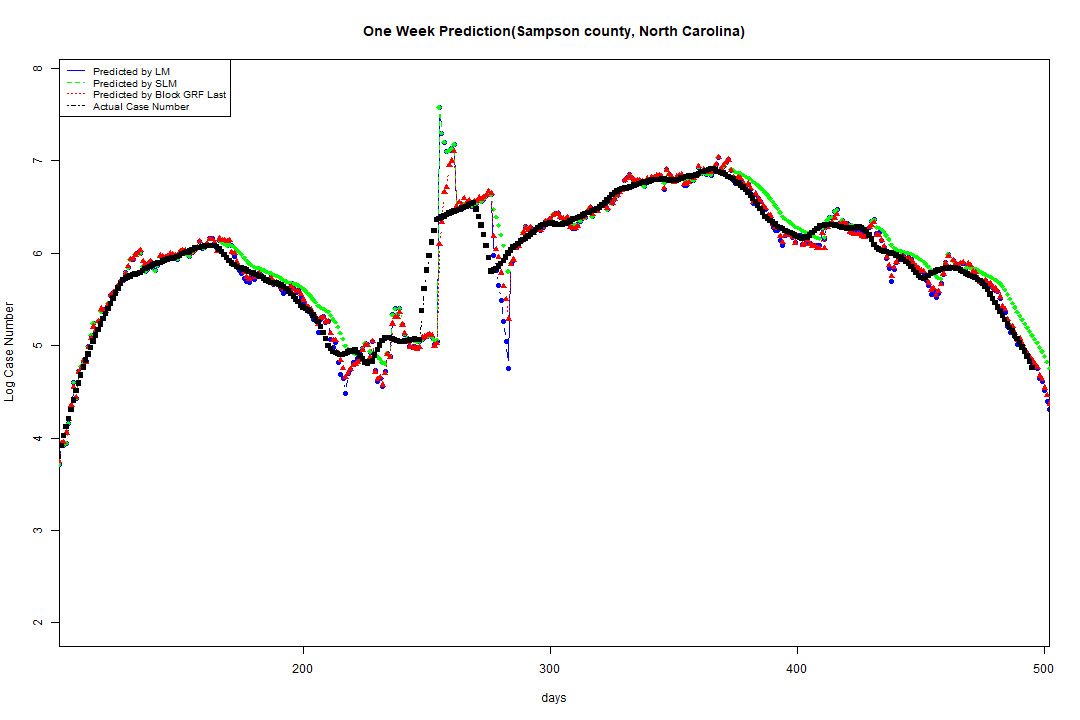 One Week Prediction(Sampson county, North Carolina)
Predicted by LM
Predicted by SLM
Predicted by Block GRF Last
Actual Case Number
8
7
6
5
4
3
2
Log Case Number
200
300
400
500
days